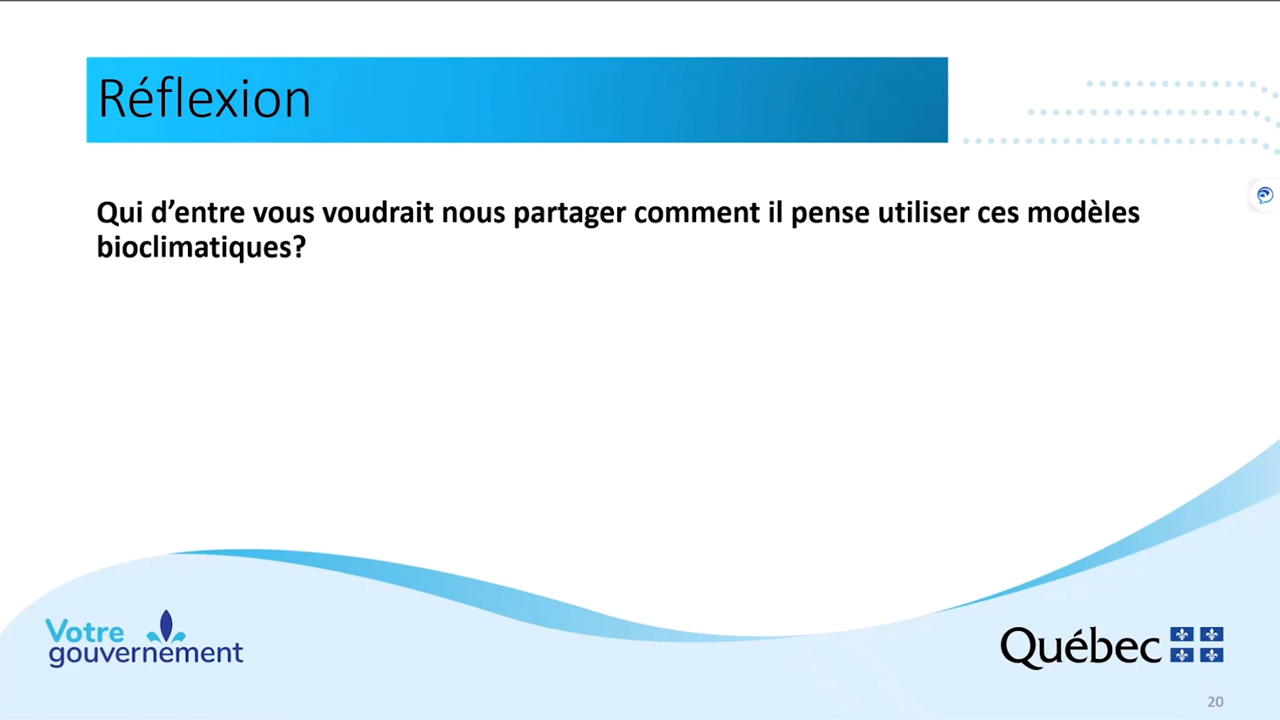 Réflexion
Qui d’entre vous voudrait nous partager comment il pense utiliser ces modèles
bioclimatiques?
Votre
gouvernement
Québec
20